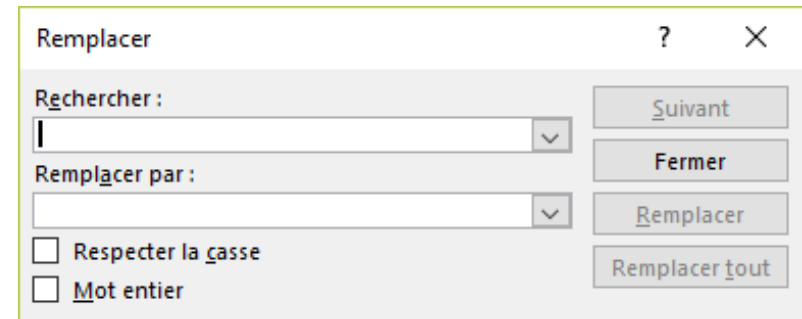 Remplacer ?
Rechercher :
Suivant
Fermer
Remplacer par :
Remplacer
Respecter la casse
Remplacer tout
Mot entier